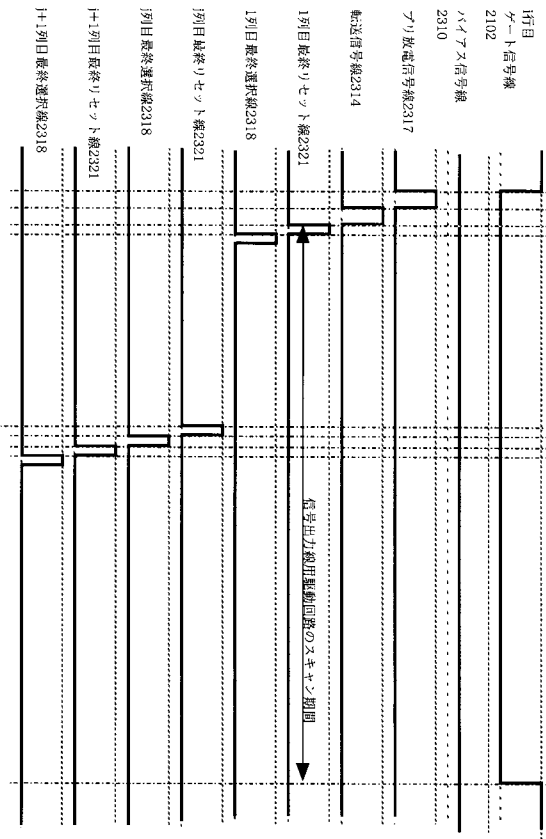 i行目
ゲート信号線
2102
バイアス信号線
2310
プリ放電信号線2317
転送信号線2314
1列目最終リセット線2321
1列目最終選択線2318
j列目最終リセット線2321
j列目最終選択線2318
j+1列目最終リセット線2321
j+1列目最終選択線2318
信号出力線用駆動回路のスキャン期間